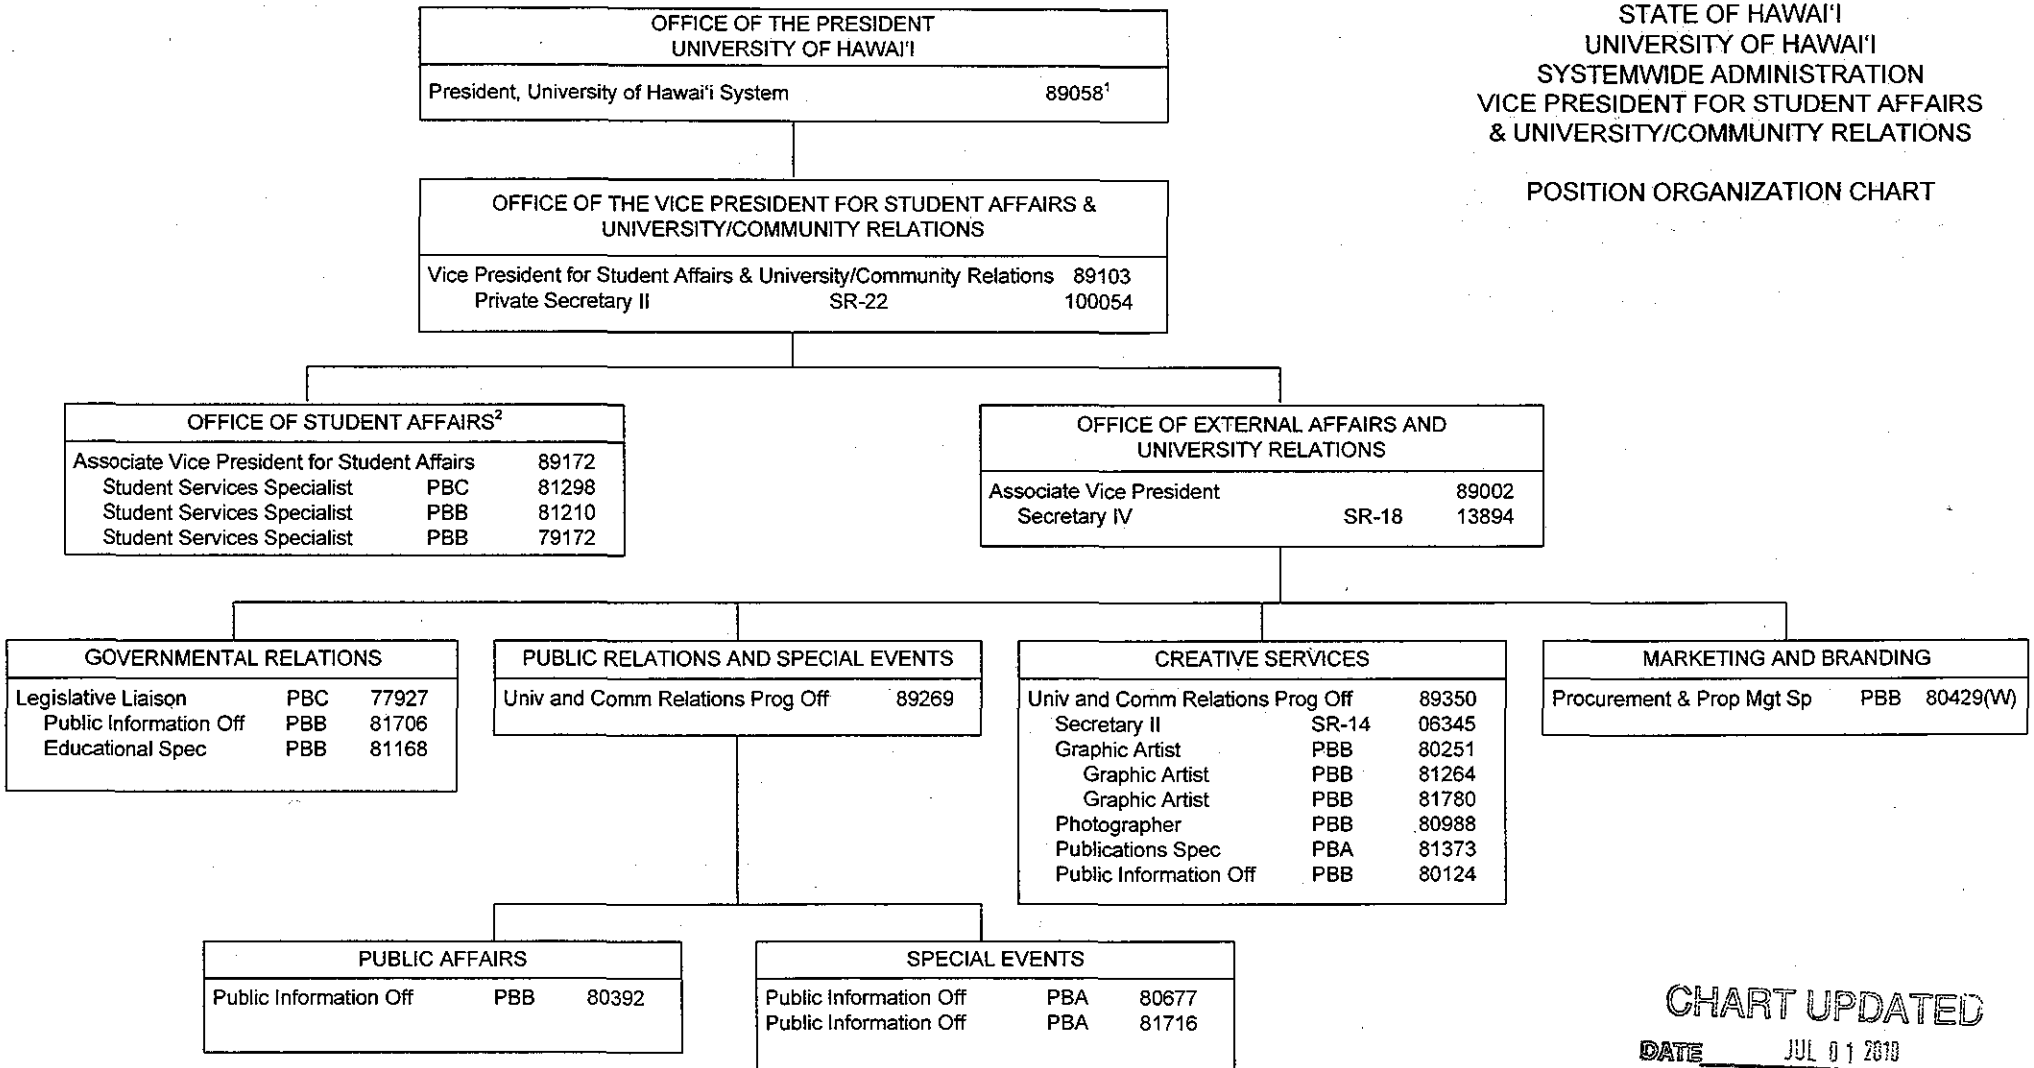 OFFICE OF THE PRESIDENT
UNIVERSITY OF HAWAI‘I
President, University of Hawai‘i System 89058¹
STATE OF HAWAI‘I
UNIVERSITY OF HAWAI‘I
SYSTEMWIDE ADMINISTRATION
VICE PRESIDENT FOR STUDENT AFFAIRS
& UNIVERSITY/COMMUNITY RELATIONS
POSITION ORGANIZATION CHART
OFFICE OF THE VICE PRESIDENT FOR STUDENT AFFAIRS &
UNIVERSITY/COMMUNITY RELATIONS
Vice President for Student Affairs & University/Community Relations 89103
Private Secretary II SR-22 100054
OFFICE OF STUDENT AFFAIRS²
Associate Vice President for Student Affairs 89172
Student Services Specialist PBC 81298
Student Services Specialist PBB 81210
Student Services Specialist PBB 79172
OFFICE OF EXTERNAL AFFAIRS AND
UNIVERSITY RELATIONS
Associate Vice President 89002
Secretary IV SR-18 13894
GOVERNMENTAL RELATIONS
Legislative Liaison PBC 77927
Public Information Off PBB 81706
Educational Spec PBB 81168
PUBLIC RELATIONS AND SPECIAL EVENTS
Univ and Comm Relations Prog Off 89269
CREATIVE SERVICES
Univ and Comm Relations Prog Off 89350
Secretary II SR-14 06345
Graphic Artist PBB 80251
Graphic Artist PBB 81264
Graphic Artist PBB 81780
Photographer PBB 80988
Publications Spec PBA 81373
Public Information Off PBB 80124
MARKETING AND BRANDING
Procurement & Prop Mgt Sp PBB 80429(W)
PUBLIC AFFAIRS
Public Information Off PBB 80392
SPECIAL EVENTS
Public Information Off PBA 80677
Public Information Off PBA 81716
CHART UPDATED
DATE JUL 01